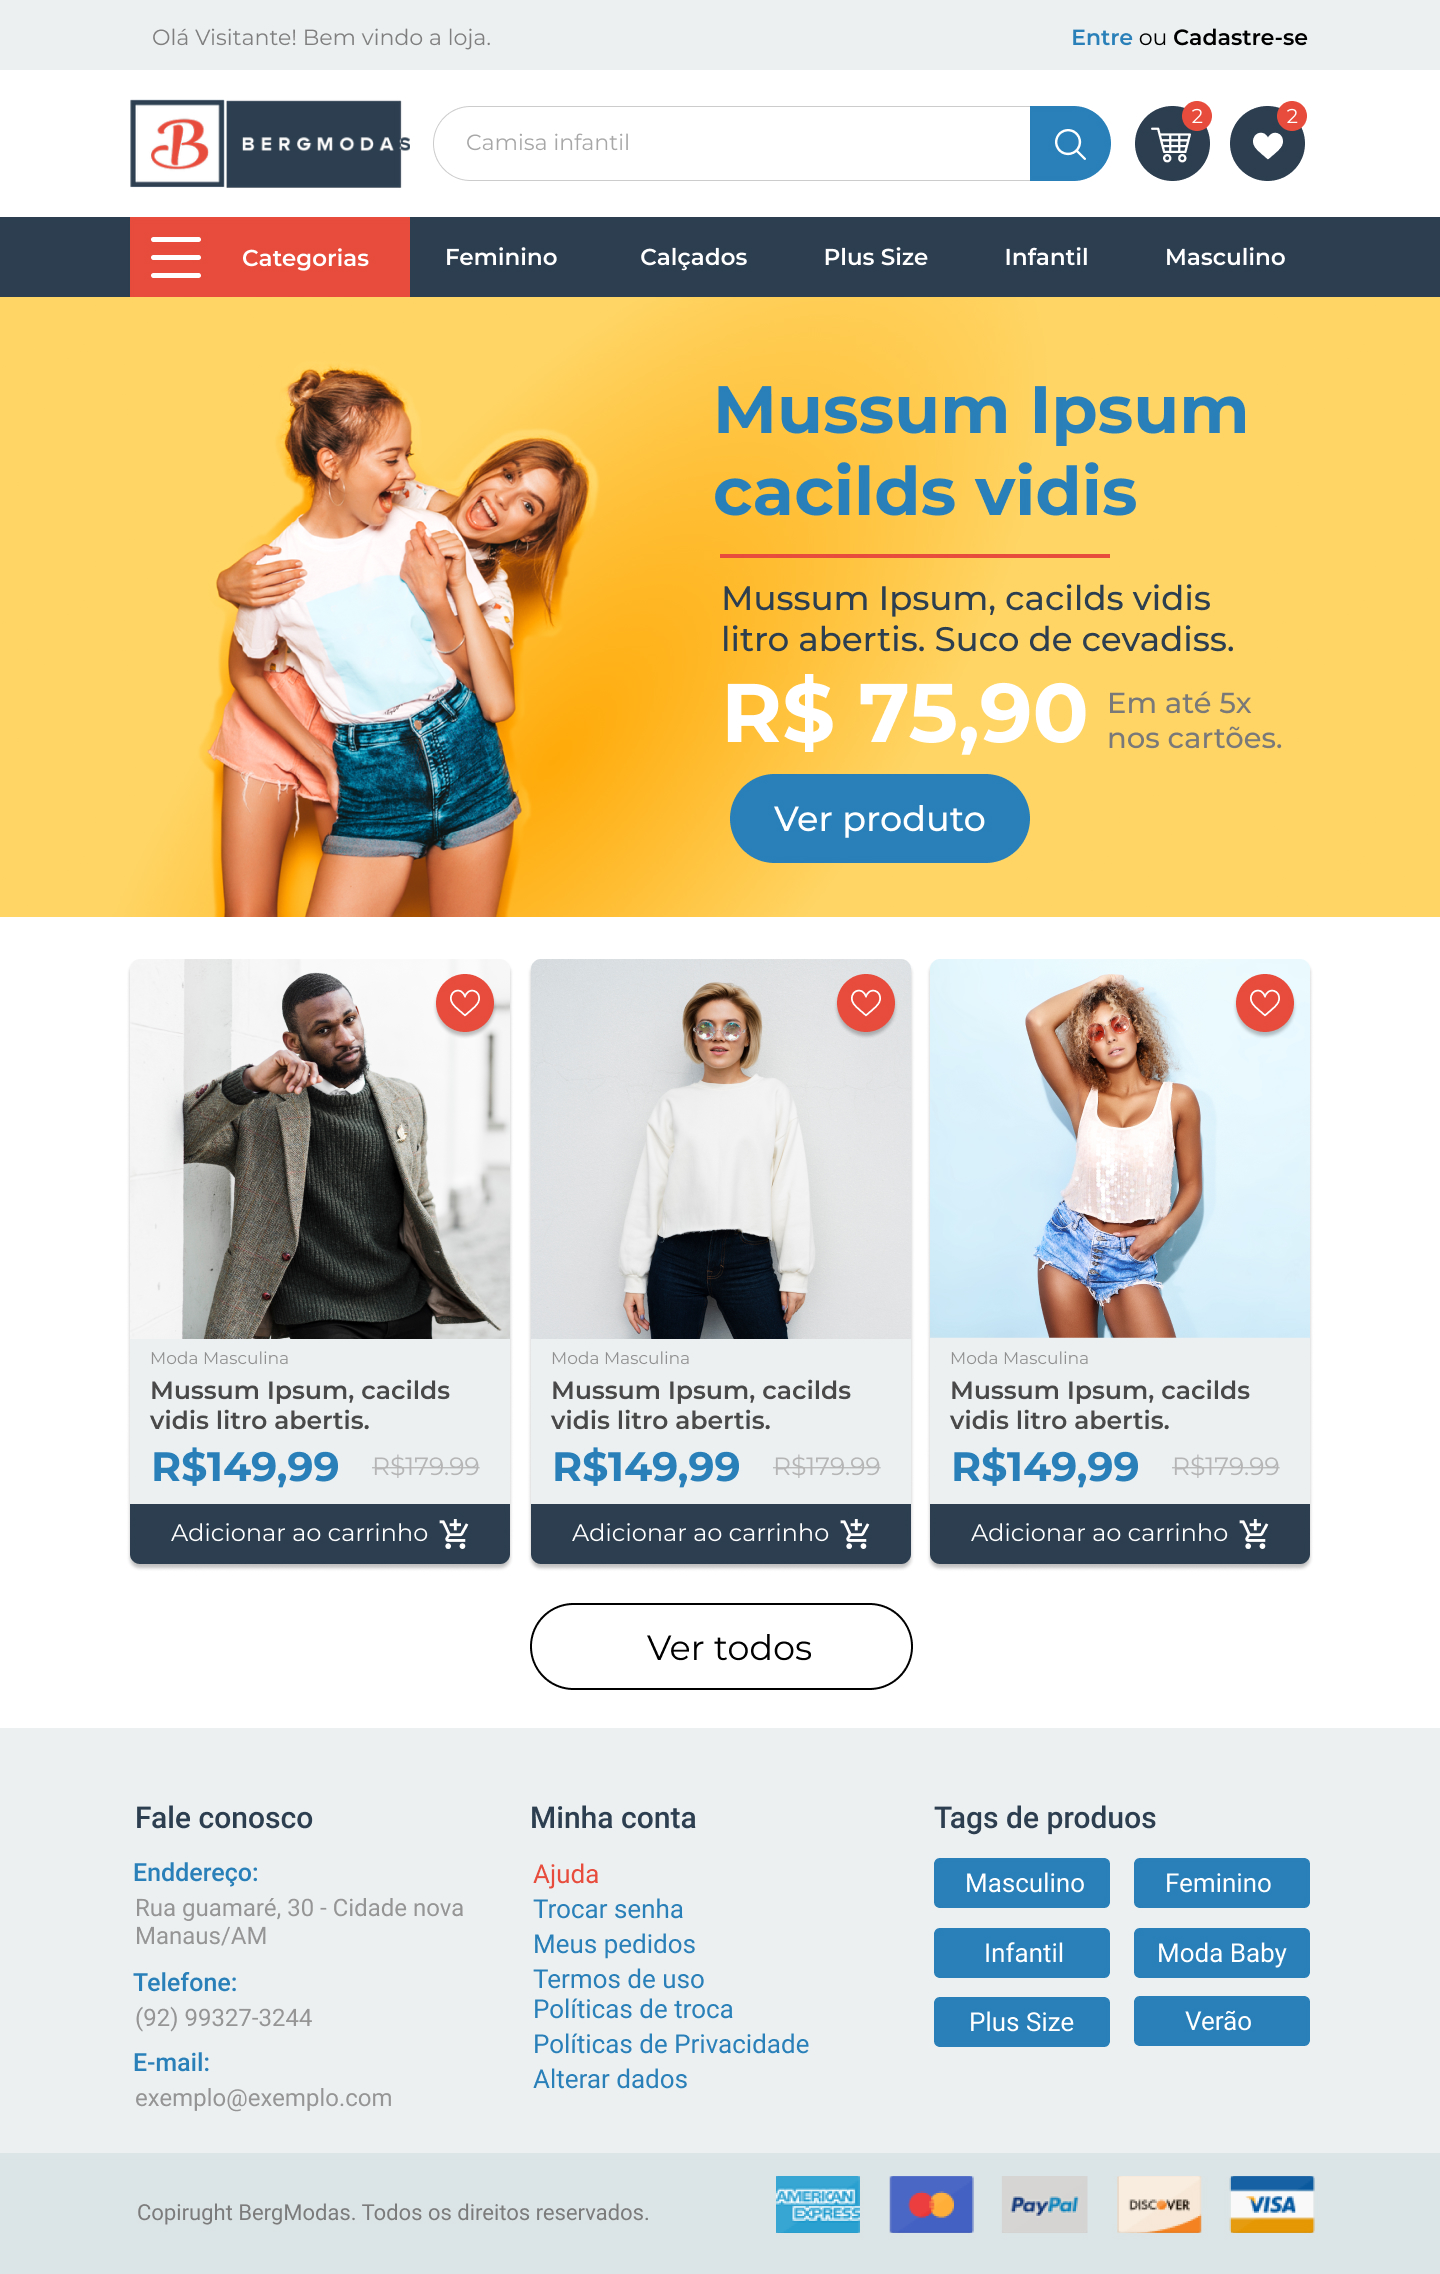 Olá Visitante! Bem vindo a loja.
Entre ou Cadastre-se
B BERGMODAS
Camisa infantil
2
2
Categorias
Feminino
Calçados
Plus Size
Infantil
Masculino
Mussum Ipsum
cacilds vidis
Mussum Ipsum, cacilds vidis
litro abertis. Suco de cevadiss.
R$ 75,90
Em até 5x
nos cartões.
Ver produto
Moda Masculina
Mussum Ipsum, cacilds
vidis litro abertis.
R$149,99 R$179.99
Adicionar ao carrinho
Moda Masculina
Mussum Ipsum, cacilds
vidis litro abertis.
R$149,99 R$179.99
Adicionar ao carrinho
Moda Masculina
Mussum Ipsum, cacilds
vidis litro abertis.
R$149,99 R$179.99
Adicionar ao carrinho
Ver todos
Fale conosco
Enddereço:
Rua guamaré, 30 - Cidade nova
Manaus/AM
Telefone:
(92) 99327-3244
E-mail:
exemplo@exemplo.com
Minha conta
Ajuda
Trocar senha
Meus pedidos
Termos de uso
Políticas de troca
Políticas de Privacidade
Alterar dados
Tags de produos
Masculino
Feminino
Infantil
Moda Baby
Plus Size
Verão
Copirught BergModas. Todos os direitos reservados.
AMERICAN
EXPRESS
PayPal
DISCOVER
VISA